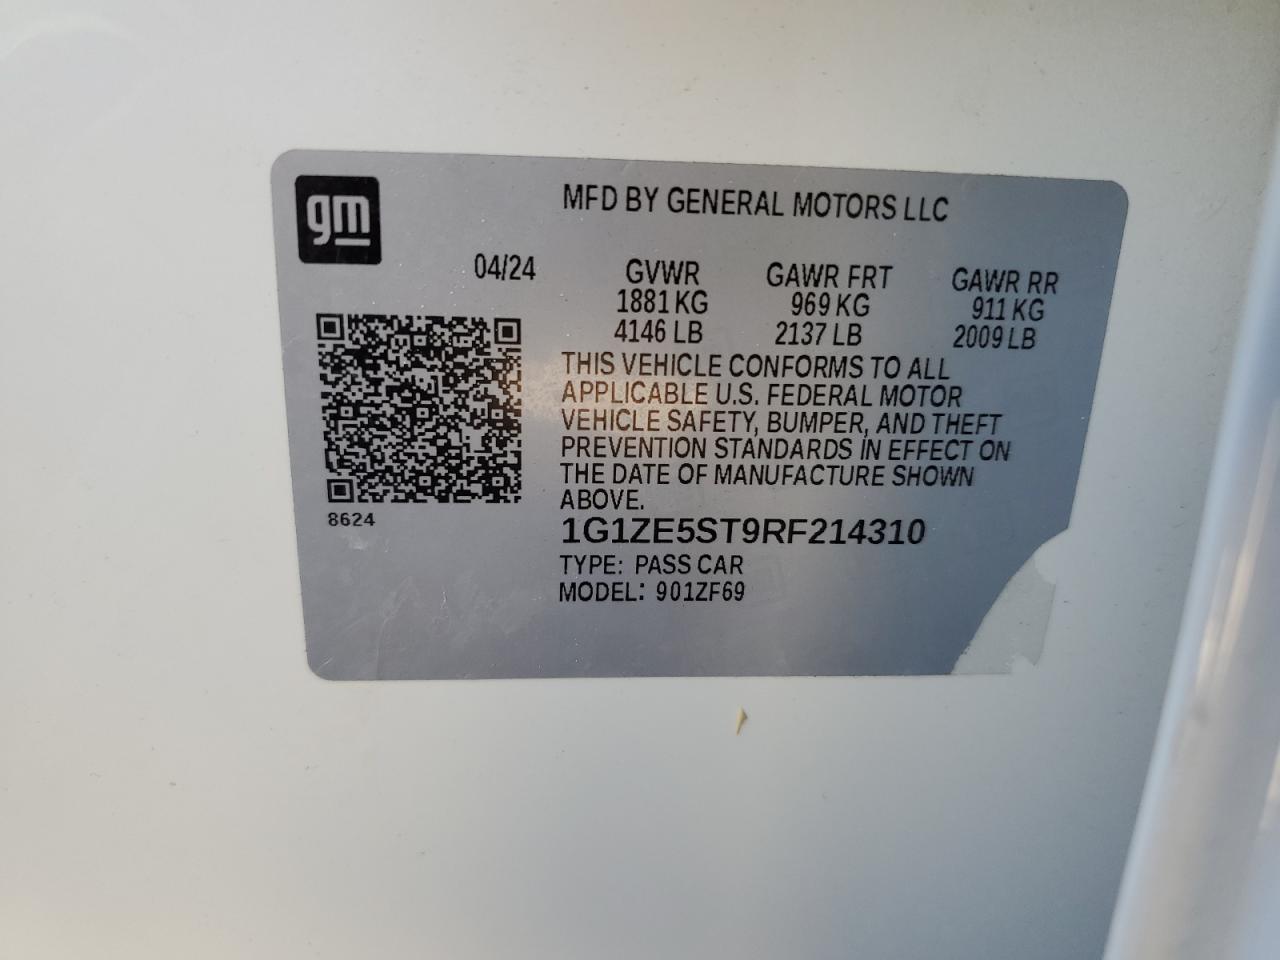 gm
MFD BY GENERAL MOTORS LLC
04/24 GVWR GAWR FRT GAWR RR
1881 KG 969 KG 911 KG
4146 LB 2137 LB 2009 LB
THIS VEHICLE CONFORMS TO ALL
APPLICABLE U.S. FEDERAL MOTOR
VEHICLE SAFETY, BUMPER, AND THEFT
PREVENTION STANDARDS IN EFFECT ON
THE DATE OF MANUFACTURE SHOWN
ABOVE.
8624
1G1ZE5ST9RF214310
TYPE: PASS CAR
MODEL: 901ZF69